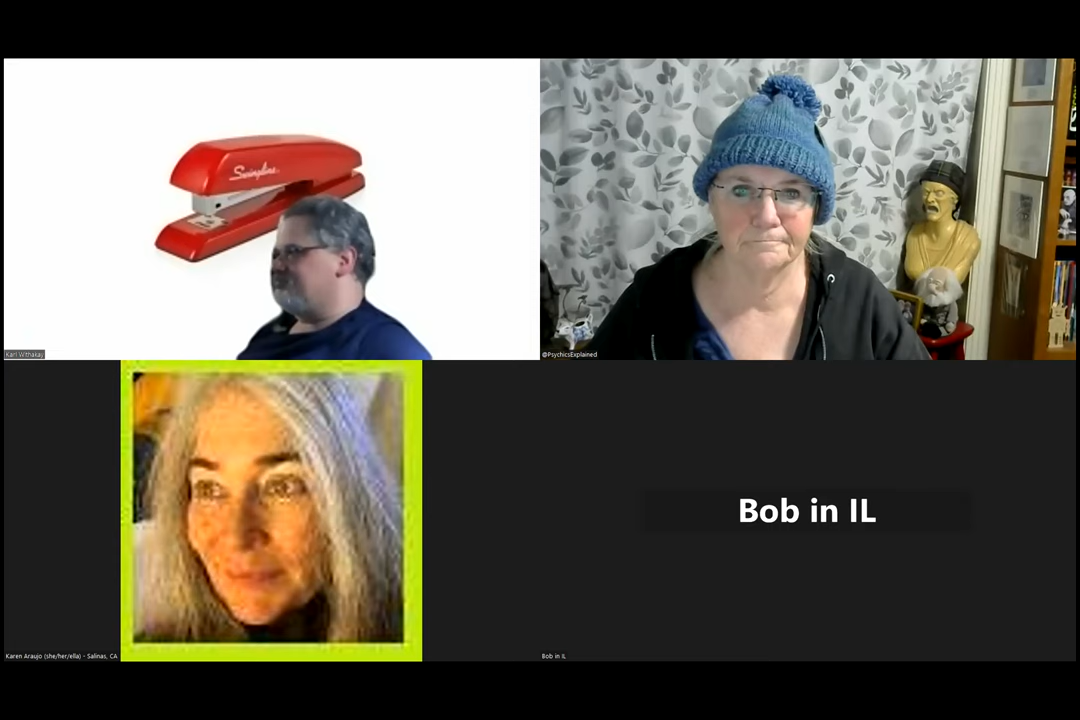 Swingline
Karl Withakay
@PsychicsExplained
Bob in IL
Karen Araujo (she/her/ella) - Salinas, CA
Bob in IL